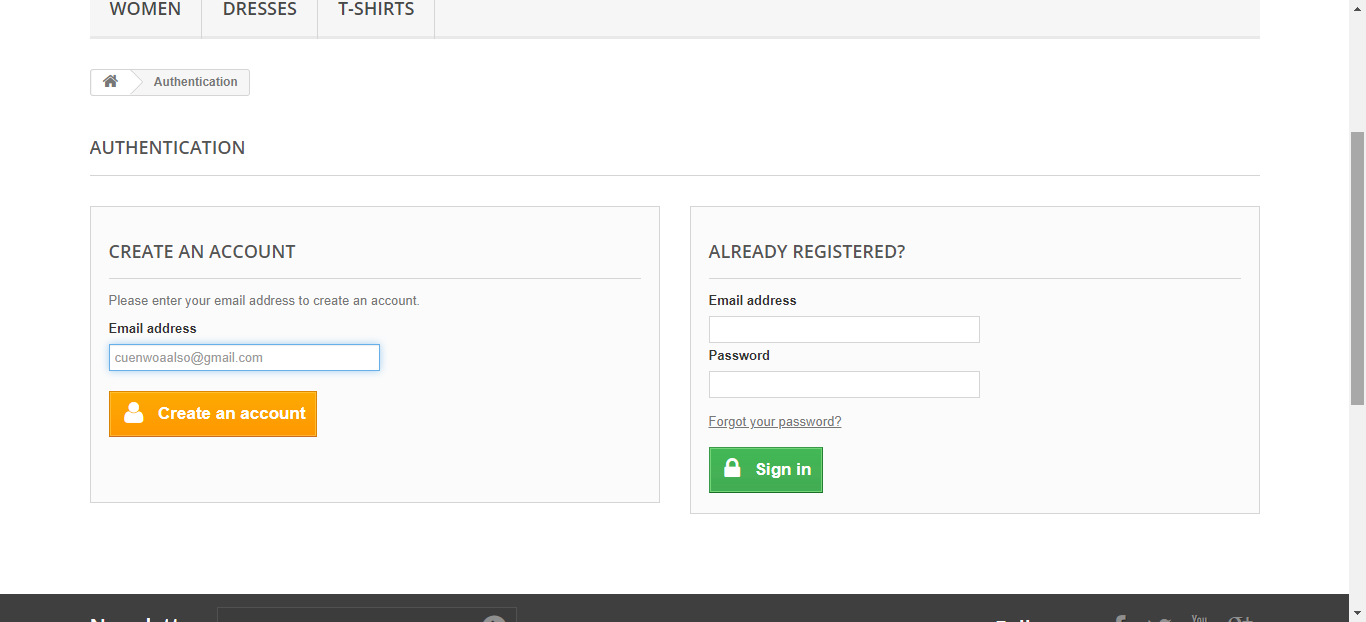 WOMEN
DRESSES
T-SHIRTS
Authentication
AUTHENTICATION
CREATE AN ACCOUNT
Please enter your email address to create an account.
Email address
cuenwoaalso@gmail.com
Create an account
ALREADY REGISTERED?
Email address
Password
Forgot your password?
Sign in
You